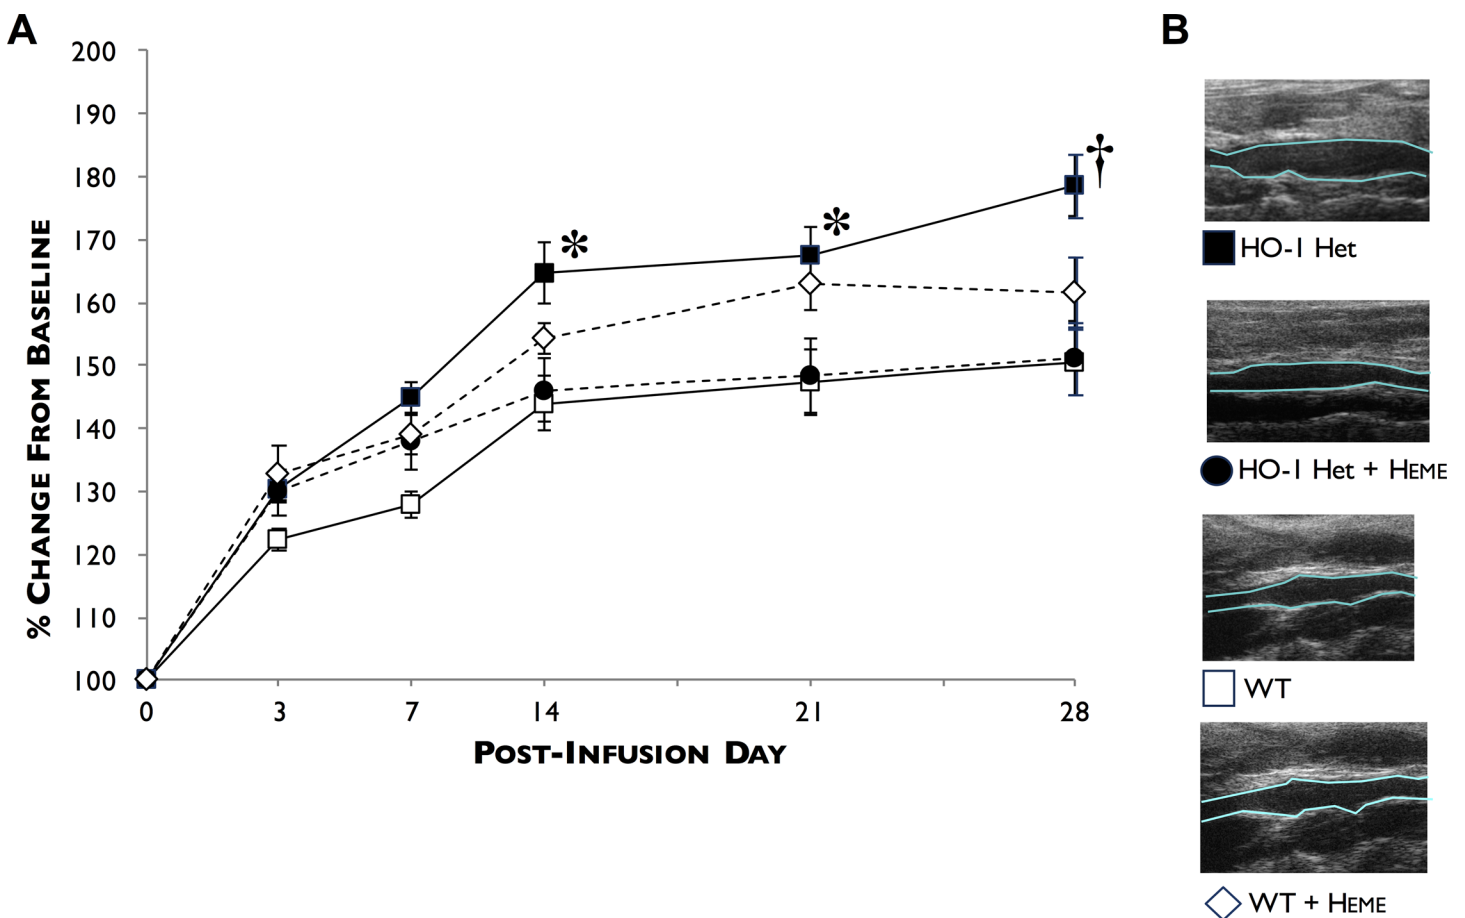 A
B
200
190
180
170
160
150
140
130
120
110
100
% CHANGE FROM BASELINE
*
*
†
0 3 7 14 21 28
POST-INFUSION DAY
HO-1 Het
HO-1 Het + HEME
WT
WT + HEME